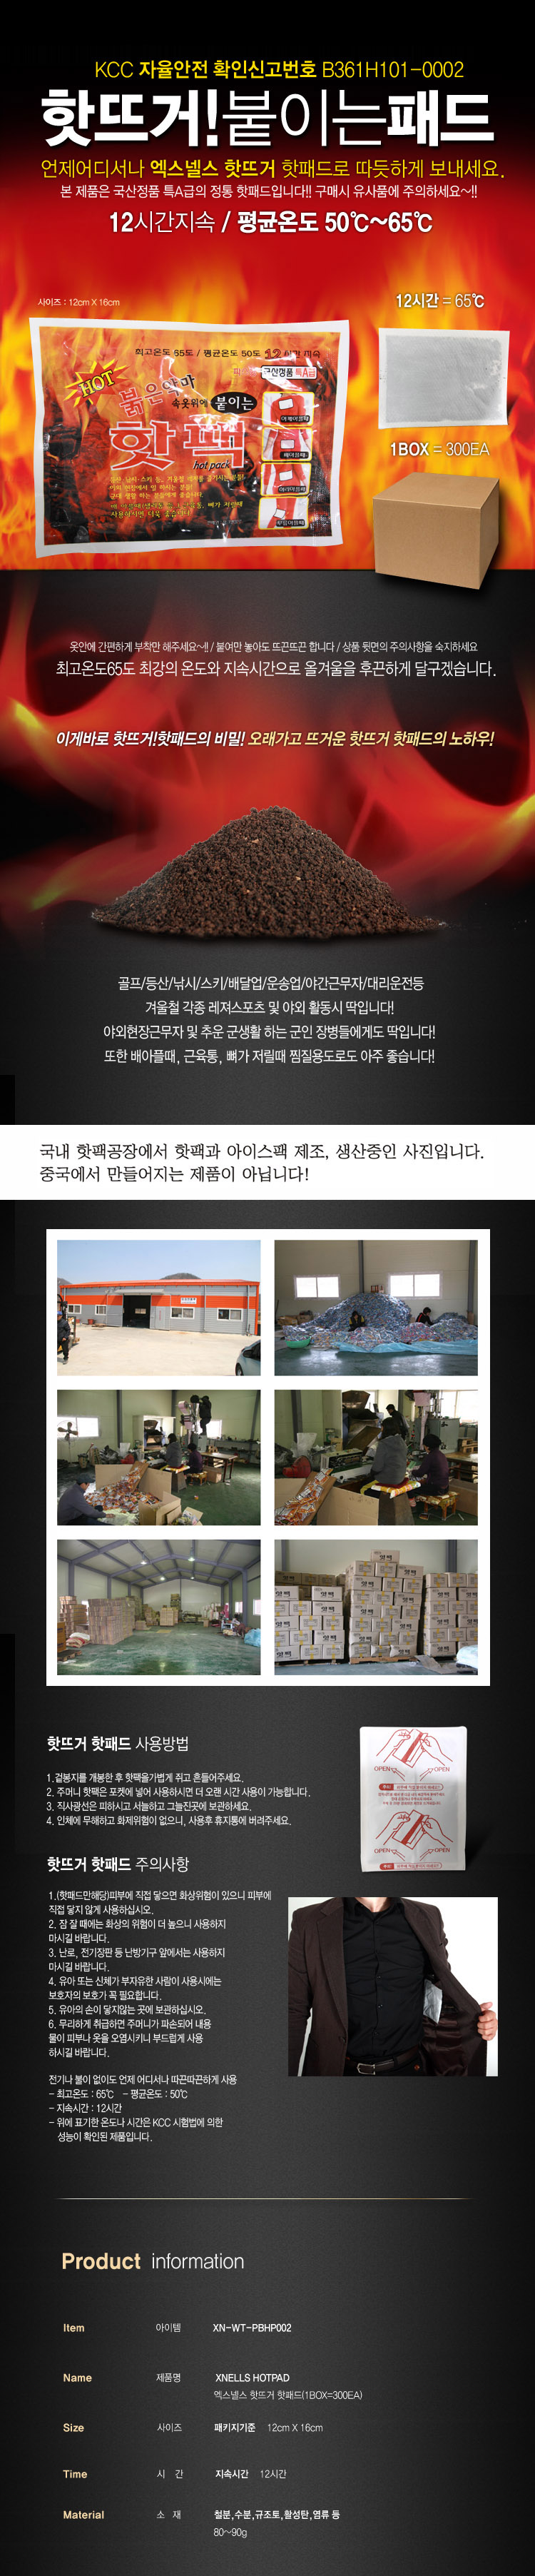 KCC 자율안전 확인신고번호 B361H101-0002
핫뜨거!붙이는패드
언제어디서나 엑스넬스 핫뜨거 핫패드로 따듯하게 보내세요.
본 제품은 국산정품 특A급의 정통 핫패드입니다!! 구매시 유사품에 주의하세요~!!
12시간지속 / 평균온도 50℃~65℃
사이즈 : 12cm X 16cm
12시간 = 65℃
최고온도 65도 / 평균온도 50도 12시간 지속
국산정품 특A급
HOT
붉은악마
속옷위에 붙이는
핫팩
hot pack
1BOX = 300EA
옷안에 간편하게 부착만 해주세요~!! / 붙여만 놓아도 뜨끈뜨끈 합니다 / 상품 뒷면의 주의사항을 숙지하세요
최고온도65도 최강의 온도와 지속시간으로 올겨울을 후끈하게 달구겠습니다.
이게바로 핫뜨거!핫패드의 비밀! 오래가고 뜨거운 핫뜨거 핫패드의 노하우!
골프/등산/낚시/스키/배달업/운송업/야간근무자/대리운전등
겨울철 각종 레져스포츠 및 야외 활동시 딱입니다!
야외현장근무자 및 추운 군생활 하는 군인 장병들에게도 딱입니다!
또한 배아플때, 근육통, 뼈가 저릴때 찜질용도로도 아주 좋습니다!
국내 핫팩공장에서 핫팩과 아이스팩 제조, 생산중인 사진입니다.
중국에서 만들어지는 제품이 아닙니다!
핫뜨거 핫패드 사용방법
1.겉봉지를 개봉한 후 핫팩을가볍게 쥐고 흔들어주세요.
2. 주머니 핫팩은 포켓에 넣어 사용하시면 더 오랜 시간 사용이 가능합니다.
3. 직사광선은 피하시고 서늘하고 그늘진곳에 보관하세요.
4. 인체에 무해하고 화제위험이 없으니, 사용후 휴지통에 버려주세요.
OPEN
OPEN
OPEN
OPEN
핫뜨거 핫패드 주의사항
1.(핫패드만해당)피부에 직접 닿으면 화상위험이 있으니 피부에
직접 닿지 않게 사용하십시오.
2. 잠 잘 때에는 화상의 위험이 더 높으니 사용하지
마시길 바랍니다.
3. 난로, 전기장판 등 난방기구 앞에서는 사용하지
마시길 바랍니다.
4. 유아 또는 신체가 부자유한 사람이 사용시에는
보호자의 보호가 꼭 필요합니다.
5. 유아의 손이 닿지않는 곳에 보관하십시오.
6. 무리하게 취급하면 주머니가 파손되어 내용
물이 피부나 옷을 오염시키니 부드럽게 사용
하시길 바랍니다.
전기나 불이 없이도 언제 어디서나 따끈따끈하게 사용
- 최고온도 : 65℃ - 평균온도 : 50℃
- 지속시간 : 12시간
- 위에 표기한 온도나 시간은 KCC 시험법에 의한
성능이 확인된 제품입니다.
Product information
Item 아이템 XN-WT-PBHP002
Name 제품명 XNELLS HOTPAD
엑스넬스 핫뜨거 핫패드(1BOX=300EA)
Size 사이즈 패키지기준 12cm X 16cm
Time 시 간 지속시간 12시간
Material 소 재 철분,수분,규조토,활성탄,염류 등
80~90g